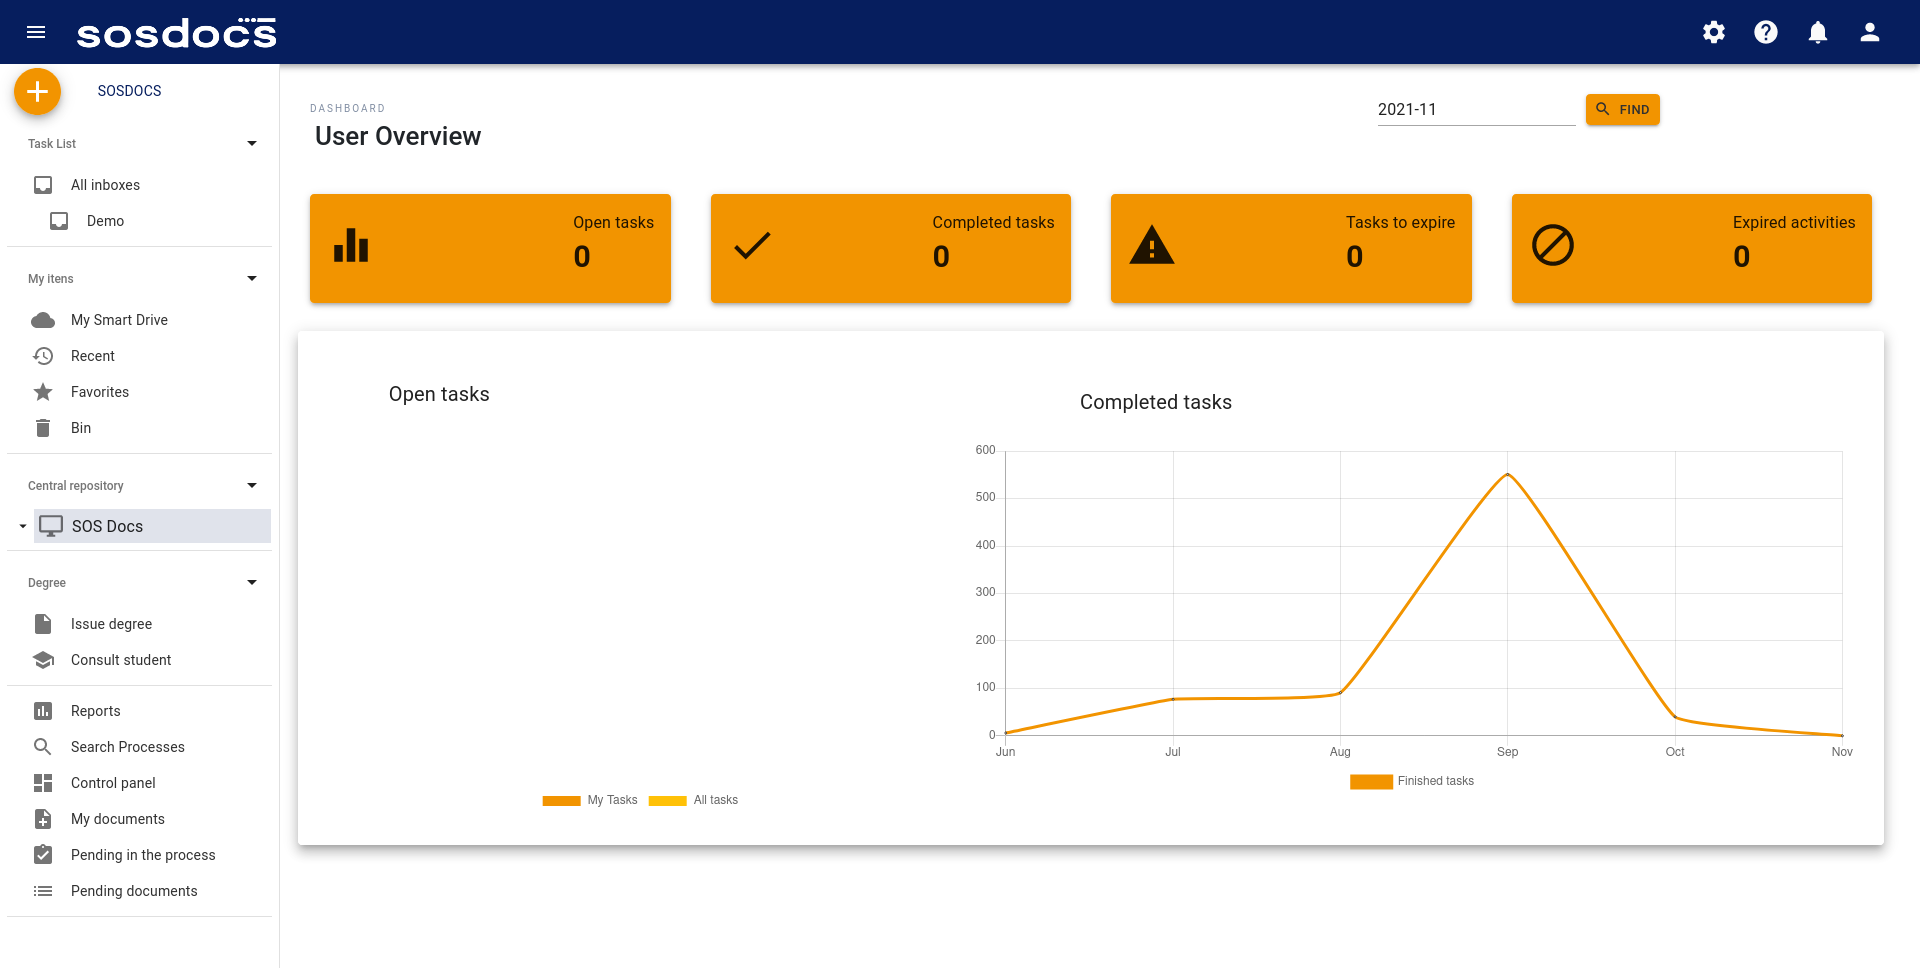 sosdocs
SOSDOCS
Task List
All inboxes
Demo
My itens
My Smart Drive
Recent
Favorites
Bin
Central repository
SOS Docs
Degree
Issue degree
Consult student
Reports
Search Processes
Control panel
My documents
Pending in the process
Pending documents
DASHBOARD
User Overview
2021-11
FIND
Open tasks
0
Completed tasks
0
Tasks to expire
0
Expired activities
0
Open tasks
My Tasks All tasks
Completed tasks
600
500
400
300
200
100
0
Jun Jul Aug Sep Oct Nov
Finished tasks